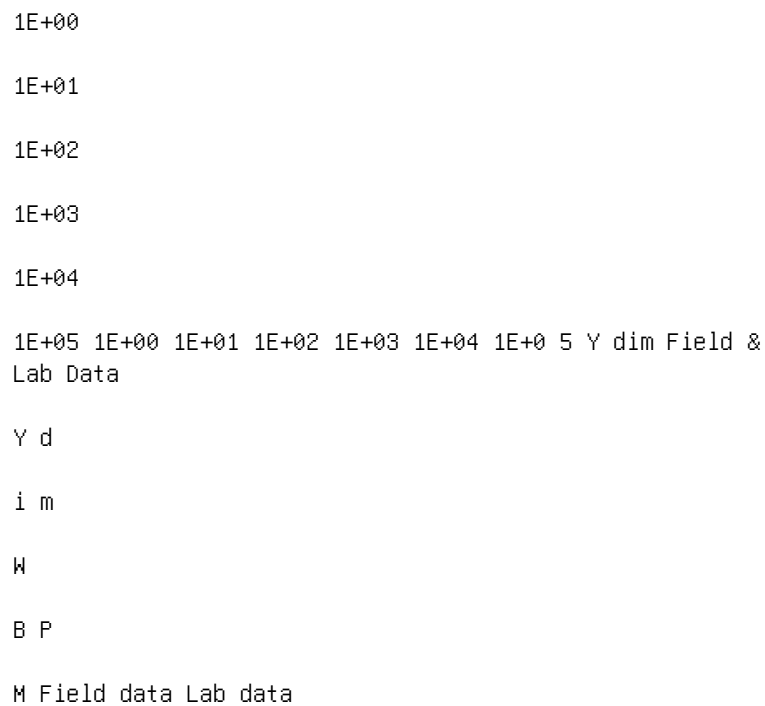 1E+00
1E+01
1E+02
1E+03
1E+04
1E+05 1E+00 1E+01 1E+02 1E+03 1E+04 1E+0 5 Y dim Field &
Lab Data
Y d
i m
W
B P
M Field data Lab data